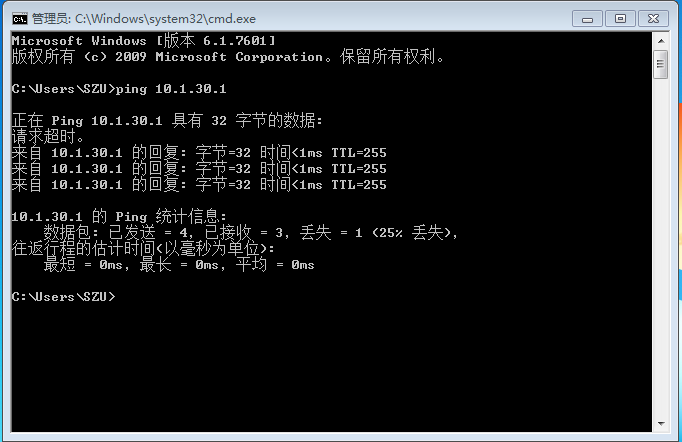 管理员: C:\Windows\system32\cmd.exe
Microsoft Windows [版本 6.1.7601]
版权所有 (c) 2009 Microsoft Corporation。保留所有权利。
C:\Users\SZU>ping 10.1.30.1
正在 Ping 10.1.30.1 具有 32 字节的数据:
请求超时。
来自 10.1.30.1 的回复: 字节=32 时间<1ms TTL=255
来自 10.1.30.1 的回复: 字节=32 时间<1ms TTL=255
来自 10.1.30.1 的回复: 字节=32 时间<1ms TTL=255
10.1.30.1 的 Ping 统计信息:
数据包: 已发送 = 4, 已接收 = 3, 丢失 = 1 (25% 丢失),
往返行程的估计时间(以毫秒为单位):
最短 = 0ms, 最长 = 0ms, 平均 = 0ms
C:\Users\SZU>